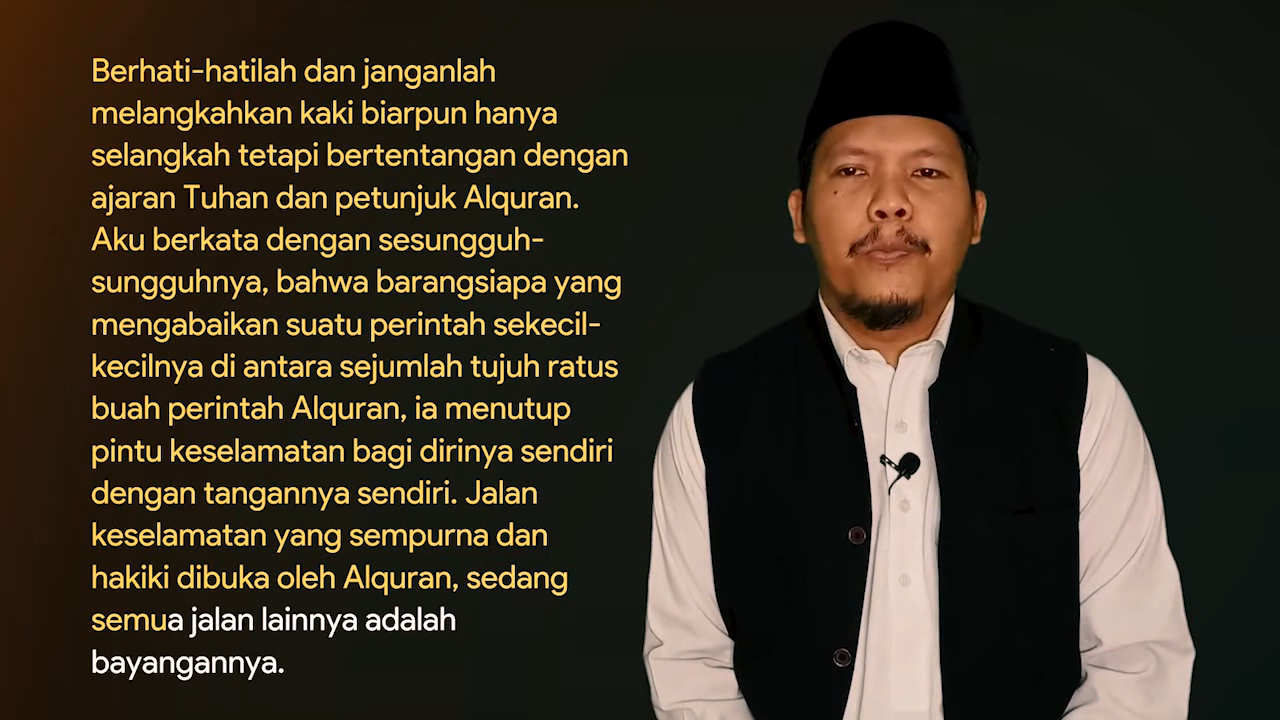 Berhati-hatilah dan janganlah
melangkahkan kaki biarpun hanya
selangkah tetapi bertentangan dengan
ajaran Tuhan dan petunjuk Alquran.
Aku berkata dengan sesungguh-
sungguhnya, bahwa barangsiapa yang
mengabaikan suatu perintah sekecil-
kecilnya di antara sejumlah tujuh ratus
buah perintah Alquran, ia menutup
pintu keselamatan bagi dirinya sendiri
dengan tangannya sendiri. Jalan
keselamatan yang sempurna dan
hakiki dibuka oleh Alquran, sedang
semua jalan lainnya adalah
bayangannya.